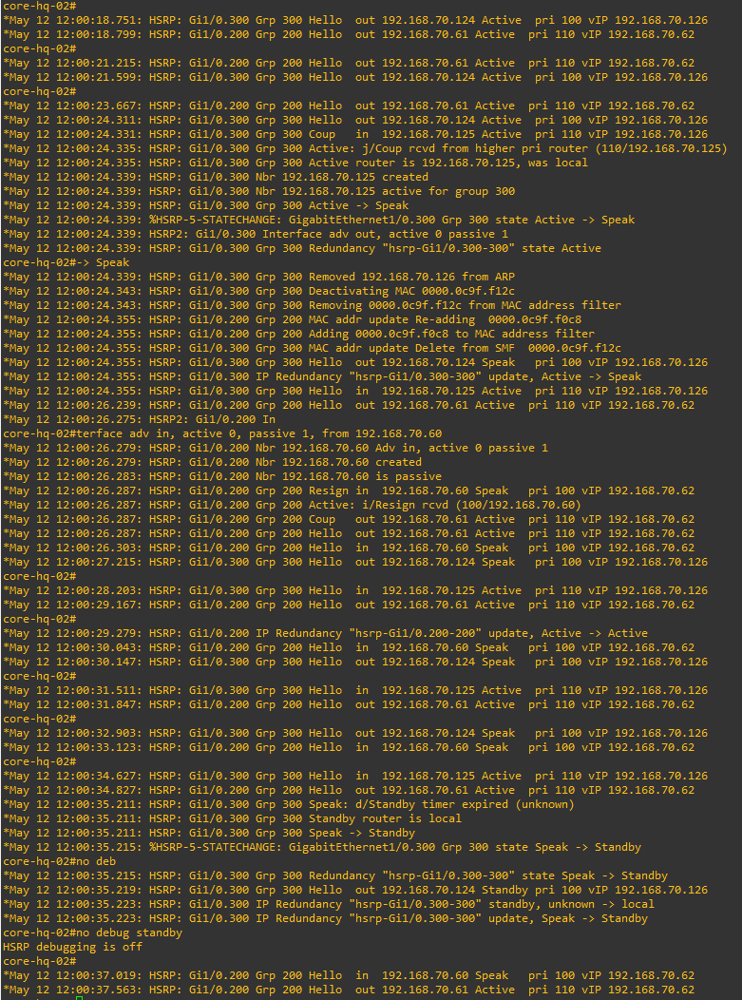 core-hq-02#
*May 12 12:00:18.751: HSRP: Gi1/0.300 Grp 300 Hello  out 192.168.70.124 Active  pri 100 vIP 192.168.70.126
*May 12 12:00:18.799: HSRP: Gi1/0.200 Grp 200 Hello  out 192.168.70.61 Active  pri 110 vIP 192.168.70.62
core-hq-02#
*May 12 12:00:21.215: HSRP: Gi1/0.200 Grp 200 Hello  out 192.168.70.61 Active  pri 110 vIP 192.168.70.62
*May 12 12:00:21.599: HSRP: Gi1/0.300 Grp 300 Hello  out 192.168.70.124 Active  pri 100 vIP 192.168.70.126
core-hq-02#
*May 12 12:00:23.667: HSRP: Gi1/0.200 Grp 200 Hello  out 192.168.70.61 Active  pri 110 vIP 192.168.70.62
*May 12 12:00:24.311: HSRP: Gi1/0.300 Grp 300 Hello  out 192.168.70.124 Active  pri 100 vIP 192.168.70.126
*May 12 12:00:24.331: HSRP: Gi1/0.300 Grp 300 Coup   in  192.168.70.125 Active  pri 110 vIP 192.168.70.126
*May 12 12:00:24.335: HSRP: Gi1/0.300 Grp 300 Active: j/Coup rcvd from higher pri router (110/192.168.70.125)
*May 12 12:00:24.335: HSRP: Gi1/0.300 Grp 300 Active router is 192.168.70.125, was local
*May 12 12:00:24.339: HSRP: Gi1/0.300 Nbr 192.168.70.125 created
*May 12 12:00:24.339: HSRP: Gi1/0.300 Nbr 192.168.70.125 active for group 300
*May 12 12:00:24.339: HSRP: Gi1/0.300 Grp 300 Active -> Speak
*May 12 12:00:24.339: %HSRP-5-STATECHANGE: GigabitEthernet1/0.300 Grp 300 state Active -> Speak
*May 12 12:00:24.339: HSRP2: Gi1/0.300 Interface adv out, active 0 passive 1
*May 12 12:00:24.339: HSRP: Gi1/0.300 Grp 300 Redundancy "hsrp-Gi1/0.300-300" state Active
core-hq-02#-> Speak
*May 12 12:00:24.339: HSRP: Gi1/0.300 Grp 300 Removed 192.168.70.126 from ARP
*May 12 12:00:24.343: HSRP: Gi1/0.300 Grp 300 Deactivating MAC 0000.0c9f.f12c
*May 12 12:00:24.343: HSRP: Gi1/0.300 Grp 300 Removing 0000.0c9f.f12c from MAC address filter
*May 12 12:00:24.355: HSRP: Gi1/0.200 Grp 200 MAC addr update Re-adding  0000.0c9f.f0c8
*May 12 12:00:24.355: HSRP: Gi1/0.200 Grp 200 Adding 0000.0c9f.f0c8 to MAC address filter
*May 12 12:00:24.355: HSRP: Gi1/0.300 Grp 300 MAC addr update Delete from SMF  0000.0c9f.f12c
*May 12 12:00:24.355: HSRP: Gi1/0.300 Grp 300 Hello  out 192.168.70.124 Speak   pri 100 vIP 192.168.70.126
*May 12 12:00:24.355: HSRP: Gi1/0.300 IP Redundancy "hsrp-Gi1/0.300-300" update, Active -> Speak
*May 12 12:00:25.435: HSRP: Gi1/0.300 Grp 300 Hello  in  192.168.70.125 Active  pri 110 vIP 192.168.70.126
*May 12 12:00:26.239: HSRP: Gi1/0.200 Grp 200 Hello  out 192.168.70.61 Active  pri 110 vIP 192.168.70.62
*May 12 12:00:26.275: HSRP2: Gi1/0.200 In
core-hq-02#terface adv in, active 0, passive 1, from 192.168.70.60
*May 12 12:00:26.279: HSRP: Gi1/0.200 Nbr 192.168.70.60 Adv in, active 0 passive 1
*May 12 12:00:26.279: HSRP: Gi1/0.200 Nbr 192.168.70.60 created
*May 12 12:00:26.283: HSRP: Gi1/0.200 Nbr 192.168.70.60 is passive
*May 12 12:00:26.287: HSRP: Gi1/0.200 Grp 200 Resign in  192.168.70.60 Speak   pri 100 vIP 192.168.70.62
*May 12 12:00:26.287: HSRP: Gi1/0.200 Grp 200 Active: i/Resign rcvd (100/192.168.70.60)
*May 12 12:00:26.287: HSRP: Gi1/0.200 Grp 200 Coup   out 192.168.70.61 Active  pri 110 vIP 192.168.70.62
*May 12 12:00:26.287: HSRP: Gi1/0.200 Grp 200 Hello  out 192.168.70.61 Active  pri 110 vIP 192.168.70.62
*May 12 12:00:26.303: HSRP: Gi1/0.200 Grp 200 Hello  in  192.168.70.60 Speak   pri 100 vIP 192.168.70.62
*May 12 12:00:27.215: HSRP: Gi1/0.300 Grp 300 Hello  out 192.168.70.124 Speak   pri 100 vIP 192.168.70.126
core-hq-02#
*May 12 12:00:28.203: HSRP: Gi1/0.300 Grp 300 Hello  in  192.168.70.125 Active  pri 110 vIP 192.168.70.126
*May 12 12:00:29.167: HSRP: Gi1/0.200 Grp 200 Hello  out 192.168.70.61 Active  pri 110 vIP 192.168.70.62
core-hq-02#
*May 12 12:00:29.279: HSRP: Gi1/0.200 IP Redundancy "hsrp-Gi1/0.200-200" update, Active -> Active
*May 12 12:00:30.043: HSRP: Gi1/0.200 Grp 200 Hello  in  192.168.70.60 Speak   pri 100 vIP 192.168.70.62
*May 12 12:00:30.147: HSRP: Gi1/0.300 Grp 300 Hello  out 192.168.70.124 Speak   pri 100 vIP 192.168.70.126
core-hq-02#
*May 12 12:00:31.511: HSRP: Gi1/0.300 Grp 300 Hello  in  192.168.70.125 Active  pri 110 vIP 192.168.70.126
*May 12 12:00:31.847: HSRP: Gi1/0.200 Grp 200 Hello  out 192.168.70.61 Active  pri 110 vIP 192.168.70.62
core-hq-02#
*May 12 12:00:32.903: HSRP: Gi1/0.300 Grp 300 Hello  out 192.168.70.124 Speak   pri 100 vIP 192.168.70.126
*May 12 12:00:33.123: HSRP: Gi1/0.200 Grp 200 Hello  in  192.168.70.60 Speak   pri 100 vIP 192.168.70.62
core-hq-02#
*May 12 12:00:34.627: HSRP: Gi1/0.300 Grp 300 Hello  in  192.168.70.125 Active  pri 110 vIP 192.168.70.126
*May 12 12:00:34.827: HSRP: Gi1/0.200 Grp 200 Hello  out 192.168.70.61 Active  pri 110 vIP 192.168.70.62
*May 12 12:00:35.211: HSRP: Gi1/0.300 Grp 300 Speak: d/Standby timer expired (unknown)
*May 12 12:00:35.211: HSRP: Gi1/0.300 Grp 300 Standby router is local
*May 12 12:00:35.211: HSRP: Gi1/0.300 Grp 300 Speak -> Standby
*May 12 12:00:35.215: %HSRP-5-STATECHANGE: GigabitEthernet1/0.300 Grp 300 state Speak -> Standby
core-hq-02#no deb
*May 12 12:00:35.215: HSRP: Gi1/0.300 Grp 300 Redundancy "hsrp-Gi1/0.300-300" state Speak -> Standby
*May 12 12:00:35.219: HSRP: Gi1/0.300 Grp 300 Hello  out 192.168.70.124 Standby pri 100 vIP 192.168.70.126
*May 12 12:00:35.223: HSRP: Gi1/0.300 IP Redundancy "hsrp-Gi1/0.300-300" standby, unknown -> local
*May 12 12:00:35.223: HSRP: Gi1/0.300 IP Redundancy "hsrp-Gi1/0.300-300" update, Speak -> Standby
core-hq-02#no debug standby
HSRP debugging is off
core-hq-02#
*May 12 12:00:37.019: HSRP: Gi1/0.200 Grp 200 Hello  in  192.168.70.60 Speak   pri 100 vIP 192.168.70.62
*May 12 12:00:37.563: HSRP: Gi1/0.200 Grp 200 Hello  out 192.168.70.61 Active  pri 110 vIP 192.168.70.62